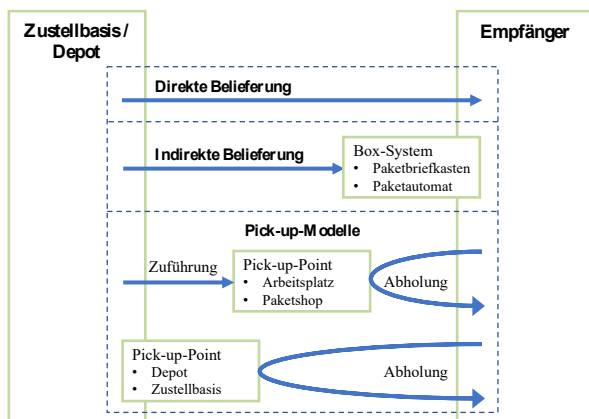 Zustellbasis /
Depot
Empfänger
Direkte Belieferung
Indirekte Belieferung
Box-System
• Paketbriefkasten
• Paketautomat
Pick-up-Modelle
Zuführung
Pick-up-Point
• Arbeitsplatz
• Paketshop
Abholung
Pick-up-Point
• Depot
• Zustellbasis
Abholung